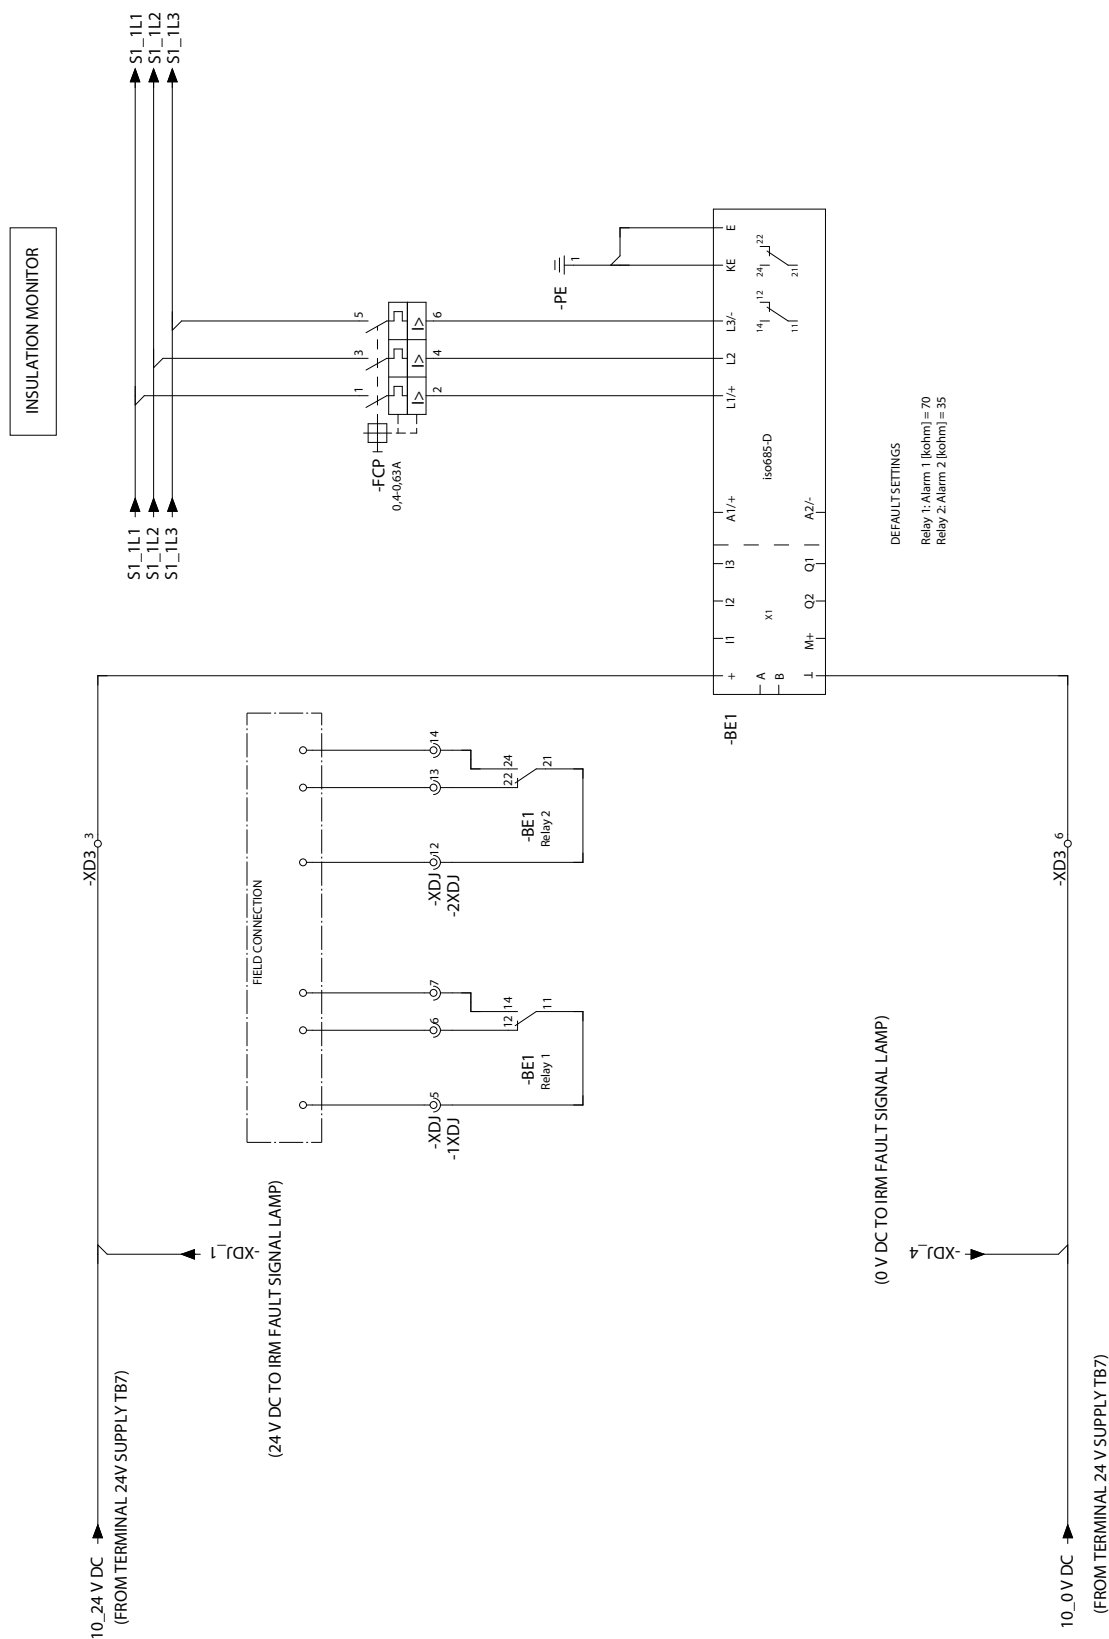 INSULATION MONITOR
10_24 V DC
(FROM TERMINAL 24V SUPPLY TB7)
-XDJ_1
(24 V DC TO IRM FAULT SIGNAL LAMP)
-XD3
3
S1_1L1
S1_1L2
S1_1L3
S1_1L1
S1_1L2
S1_1L3
FIELD CONNECTION
-XDJ
-1XDJ
5
6
7
-BE1
Relay 1
12
14
11
-XDJ
-2XDJ
12
13
14
-BE1
Relay 2
22
24
21
-FCP
0,4-0,63A
1
3
5
I>
I>
I>
2
4
6
-PE
1
-BE1
+
I1
I2
I3
A1/+
L1/+
L2
L3/-
KE
E
A
B
X1
iso685-D
14
12
11
24
22
21
⊥
M+
Q2
Q1
A2/-
DEFAULT SETTINGS
Relay 1: Alarm 1 [kohm] = 70
Relay 2: Alarm 2 [kohm] = 35
(0 V DC TO IRM FAULT SIGNAL LAMP)
-XDJ_4
-XD3
6
10_0 V DC
(FROM TERMINAL 24 V SUPPLY TB7)